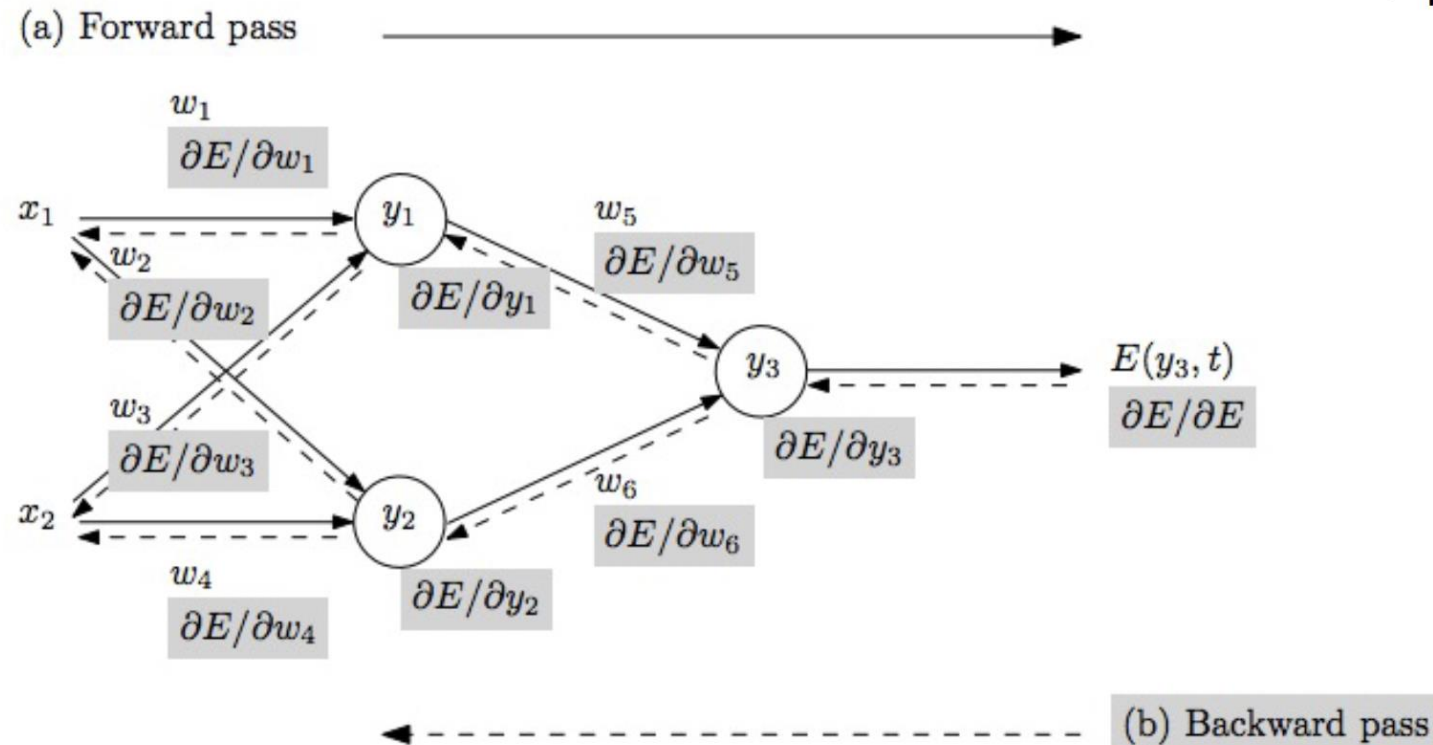 (a) Forward pass
w₁
∂E/∂w₁
x₁
y₁
w₅
∂E/∂w₅
w₂
∂E/∂w₂
∂E/∂y₁
y₃
E(y₃, t)
∂E/∂E
w₃
∂E/∂w₃
∂E/∂y₃
x₂
y₂
w₆
∂E/∂w₆
w₄
∂E/∂w₄
∂E/∂y₂
(b) Backward pass